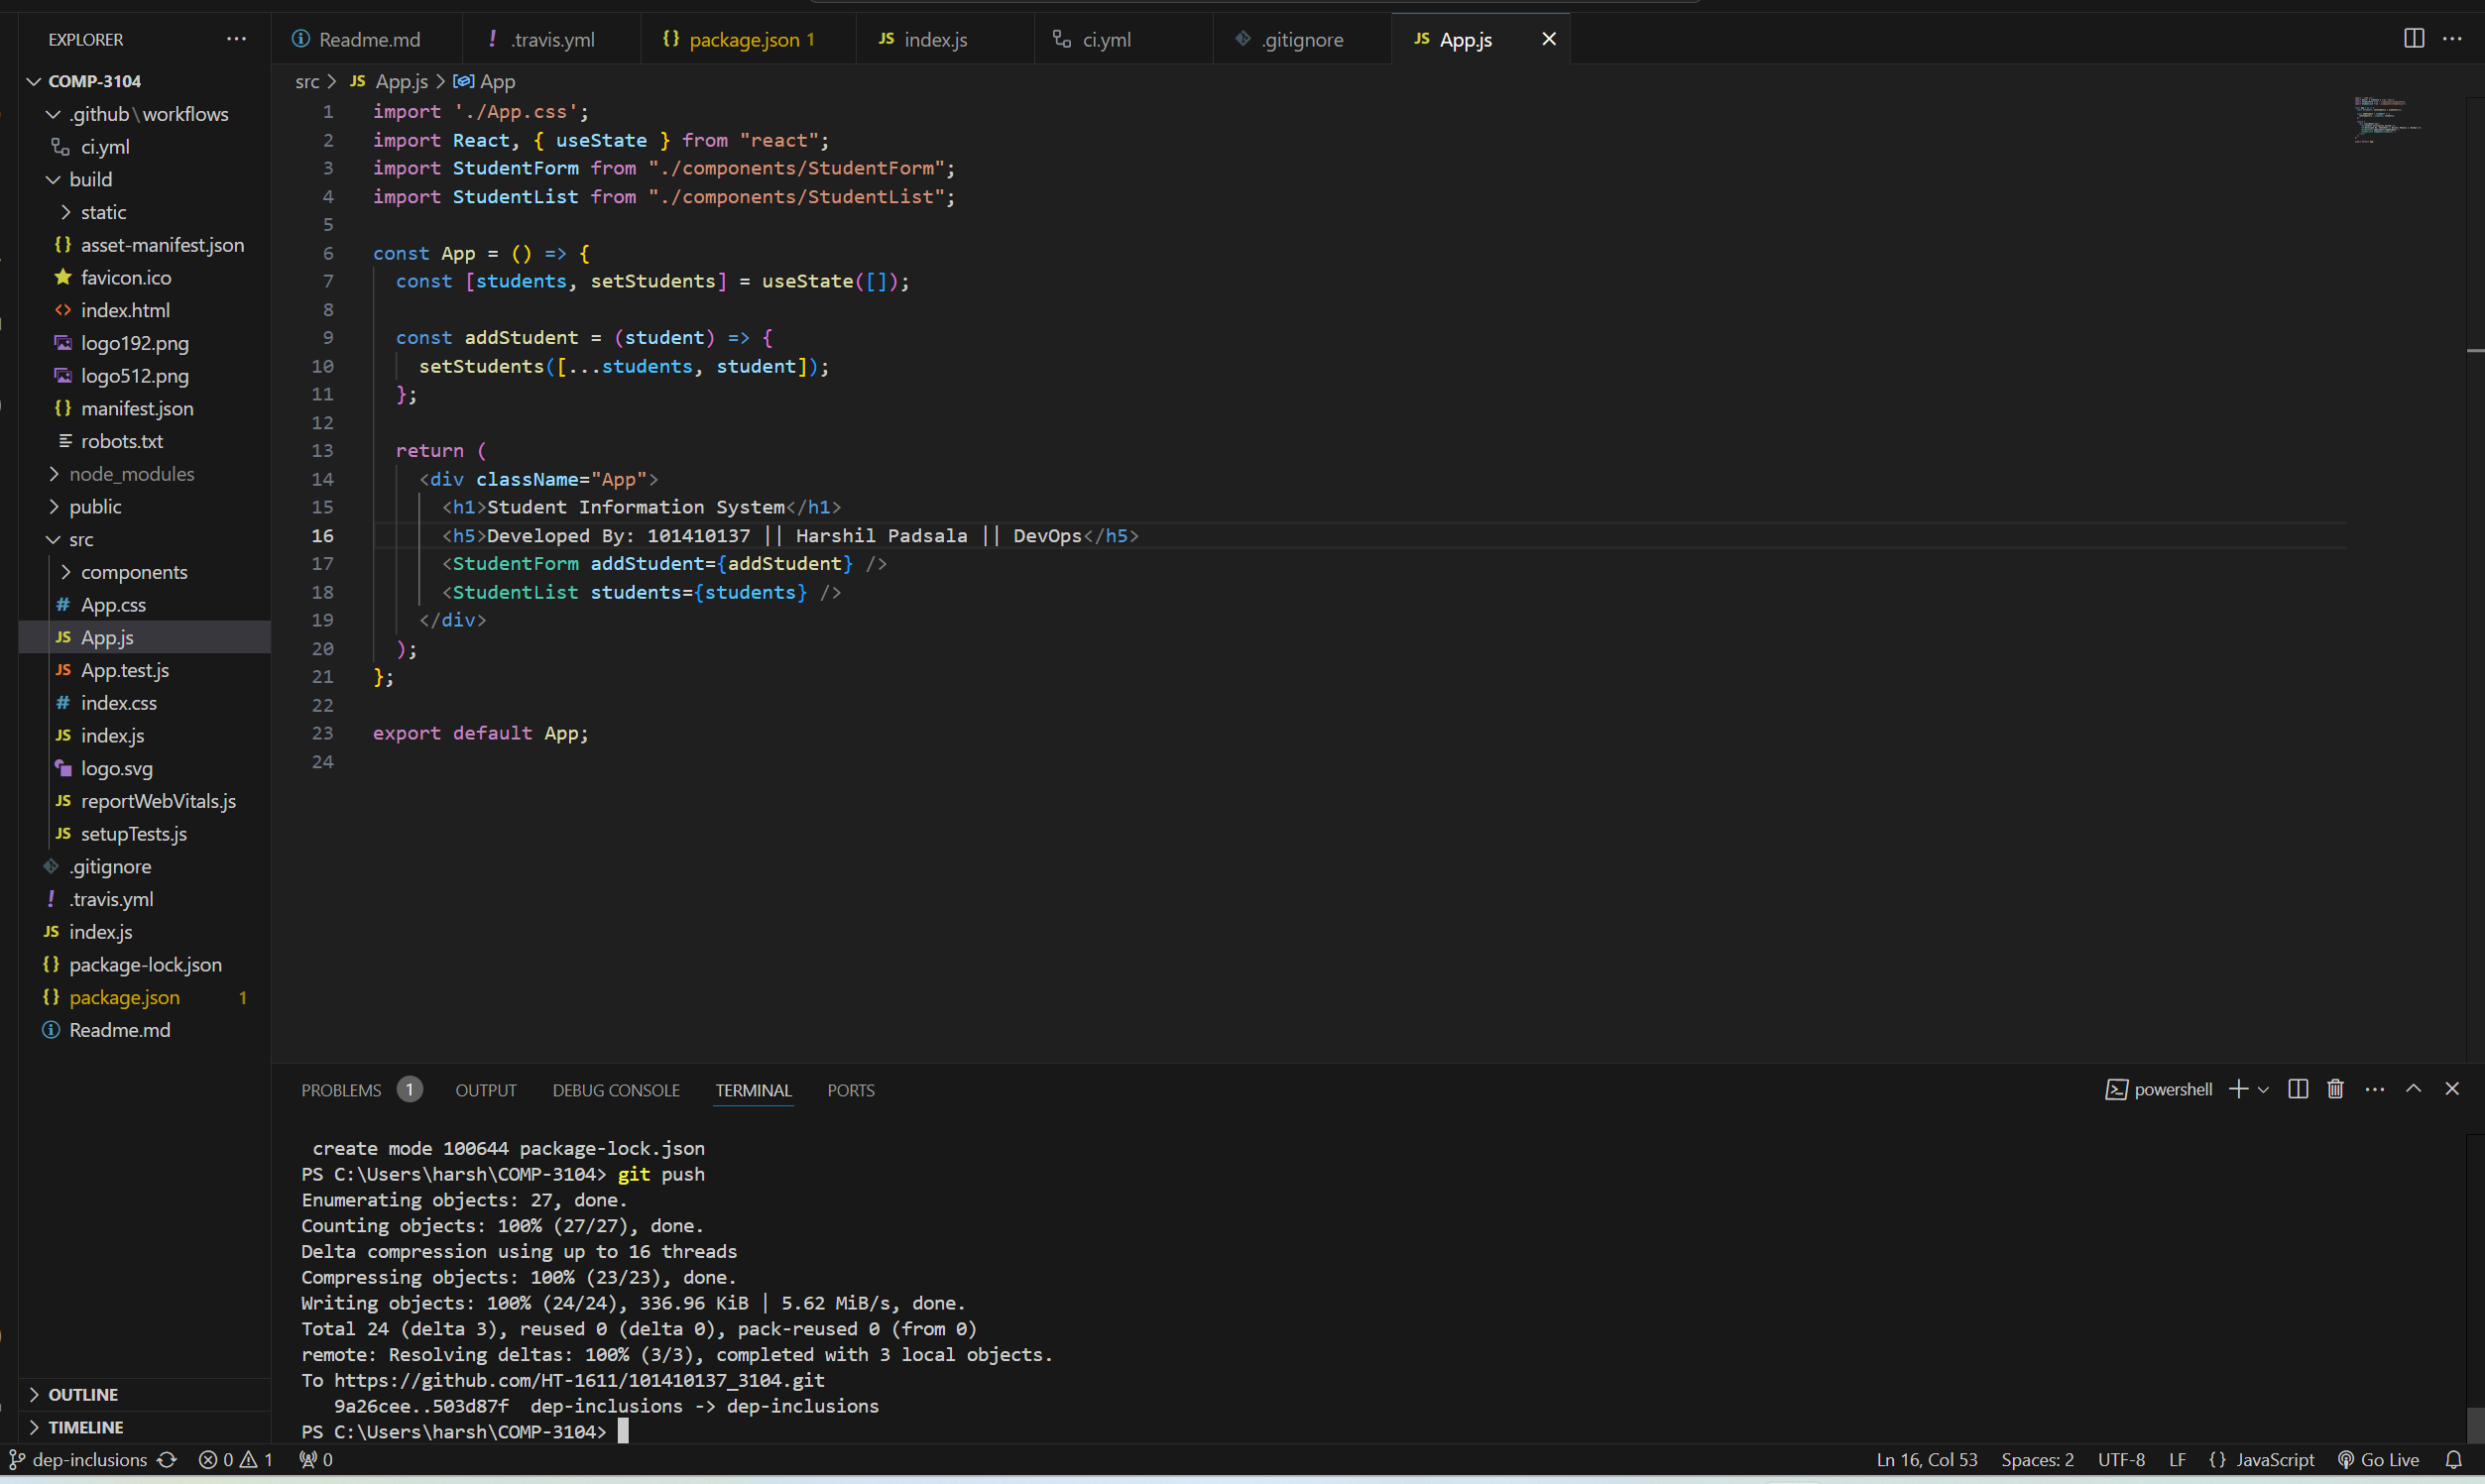 EXPLORER
COMP-3104
.github\workflows
ci.yml
build
static
asset-manifest.json
favicon.ico
index.html
logo192.png
logo512.png
manifest.json
robots.txt
node_modules
public
src
components
App.css
App.js
App.test.js
index.css
index.js
logo.svg
reportWebVitals.js
setupTests.js
.gitignore
.travis.yml
index.js
package-lock.json
package.json 1
Readme.md
OUTLINE
TIMELINE
Readme.md .travis.yml package.json 1 index.js ci.yml .gitignore App.js
src > JS App.js > App
1 import './App.css';
2 import React, { useState } from "react";
3 import StudentForm from "./components/StudentForm";
4 import StudentList from "./components/StudentList";
5
6 const App = () => {
7 const [students, setStudents] = useState([]);
8
9 const addStudent = (student) => {
10 setStudents([...students, student]);
11 };
12
13 return (
14 <div className="App">
15 <h1>Student Information System</h1>
16 <h5>Developed By: 101410137 || Harshil Padsala || DevOps</h5>
17 <StudentForm addStudent={addStudent} />
18 <StudentList students={students} />
19 </div>
20 );
21 };
22
23 export default App;
24
PROBLEMS 1 OUTPUT DEBUG CONSOLE TERMINAL PORTS powershell
create mode 100644 package-lock.json
PS C:\Users\harsh\COMP-3104> git push
Enumerating objects: 27, done.
Counting objects: 100% (27/27), done.
Delta compression using up to 16 threads
Compressing objects: 100% (23/23), done.
Writing objects: 100% (24/24), 336.96 KiB | 5.62 MiB/s, done.
Total 24 (delta 3), reused 0 (delta 0), pack-reused 0 (from 0)
remote: Resolving deltas: 100% (3/3), completed with 3 local objects.
To https://github.com/HT-1611/101410137_3104.git
9a26cee..503d87f dep-inclusions -> dep-inclusions
PS C:\Users\harsh\COMP-3104>
dep-inclusions 0 1 0 Ln 16, Col 53 Spaces: 2 UTF-8 LF {} JavaScript Go Live